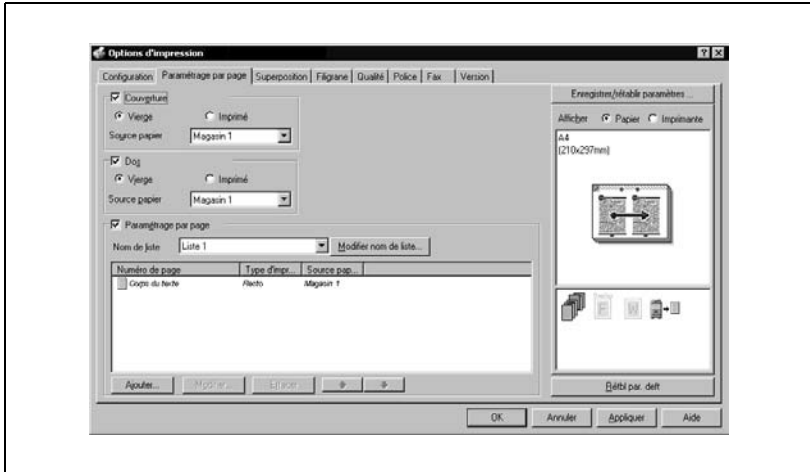 Options d'impression
Configuration Paramétrage par page Superposition Filigrane Qualité Police Fax Version
Couverture
Vierge Imprimé
Source papier Magasin 1
Dos
Vierge Imprimé
Source papier Magasin 1
Paramétrage par page
Nom de liste Liste 1 Modifier nom de liste...
Numéro de page Type d'impr... Source pap...
Corps du texte Recto Magasin 1
Ajouter... Modifier... Effacer
Enregistrer/rétablir paramètres ...
Afficher Papier Imprimante
A4
(210x297mm)
Rétbl par. deft
OK Annuler Appliquer Aide